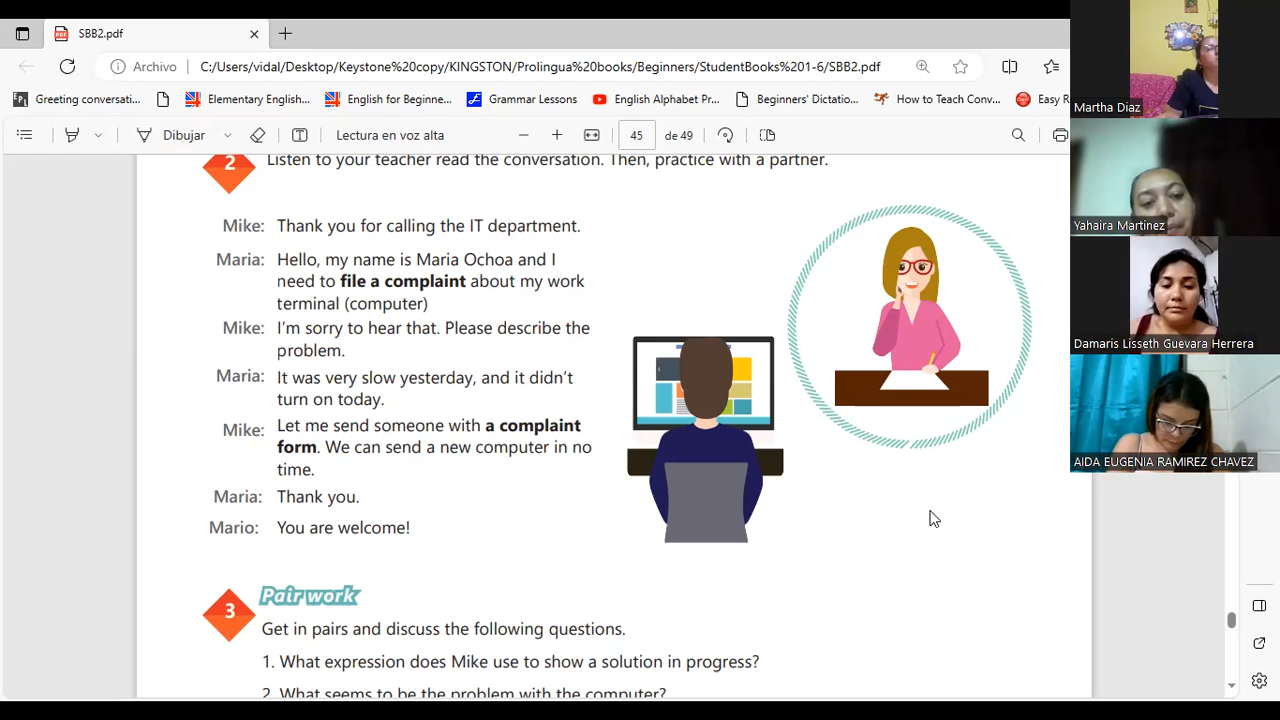 SBB2.pdf
Archivo
C:/Users/vidal/Desktop/Keystone%20copy/KINGSTON/Prolingua%20books/Beginners/StudentBooks%201-6/SBB2.pdf
Greeting conversati...
Elementary English...
English for Beginne...
Grammar Lessons
English Alphabet Pr...
Beginners' Dictatio...
How to Teach Conv...
Easy R
Dibujar
Lectura en voz alta
45
de 49
2
Listen to your teacher read the conversation. Then, practice with a partner.
Mike: Thank you for calling the IT department.
Maria: Hello, my name is Maria Ochoa and I
need to file a complaint about my work
terminal (computer)
Mike: I'm sorry to hear that. Please describe the
problem.
Maria: It was very slow yesterday, and it didn't
turn on today.
Mike: Let me send someone with a complaint
form. We can send a new computer in no
time.
Maria: Thank you.
Mario: You are welcome!
3
Pair work
Get in pairs and discuss the following questions.
1. What expression does Mike use to show a solution in progress?
2. What seems to be the problem with the computer?
Martha Diaz
Yahaira Martinez
Damaris Lisseth Guevara Herrera
AIDA EUGENIA RAMIREZ CHAVEZ